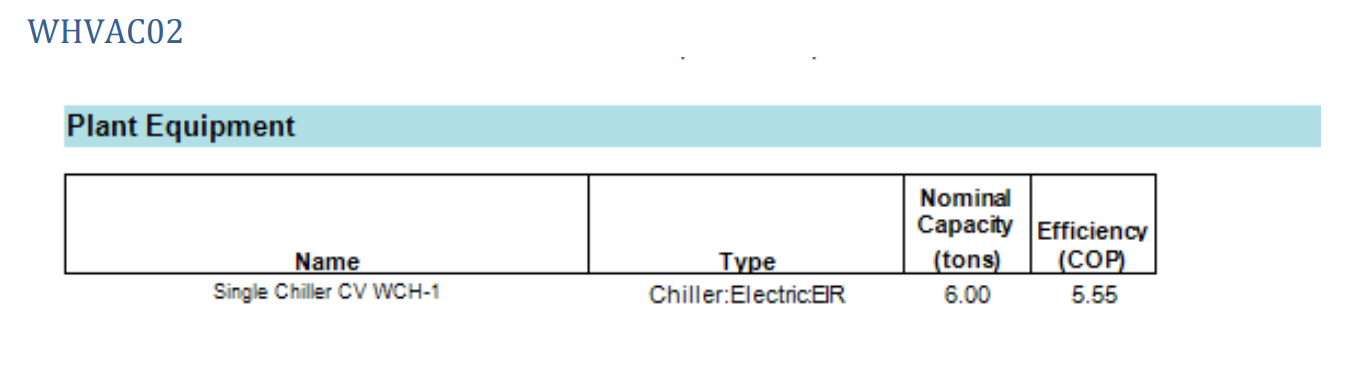 WHVAC02
Plant Equipment
Nominal
Capacity Efficiency
Name Type (tons) (COP)
Single Chiller CV WCH-1 Chiller:Electric:EIR 6.00 5.55